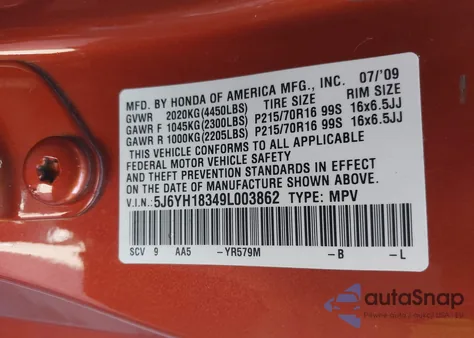 MFD. BY HONDA OF AMERICA MFG., INC. 07/'09
GVWR 2020KG(4450LBS) TIRE SIZE RIM SIZE
GAWR F 1045KG(2300LBS) P215/70R16 99S 16x6.5JJ
GAWR R 1000KG(2205LBS) P215/70R16 99S 16x6.5JJ
THIS VEHICLE CONFORMS TO ALL APPLICABLE
FEDERAL MOTOR VEHICLE SAFETY
AND THEFT PREVENTION STANDARDS IN EFFECT
ON THE DATE OF MANUFACTURE SHOWN ABOVE.
V.I.N.: 5J6YH18349L003862 TYPE: MPV
SCV 9 AA5 -YR579M -B -L
autoSnap